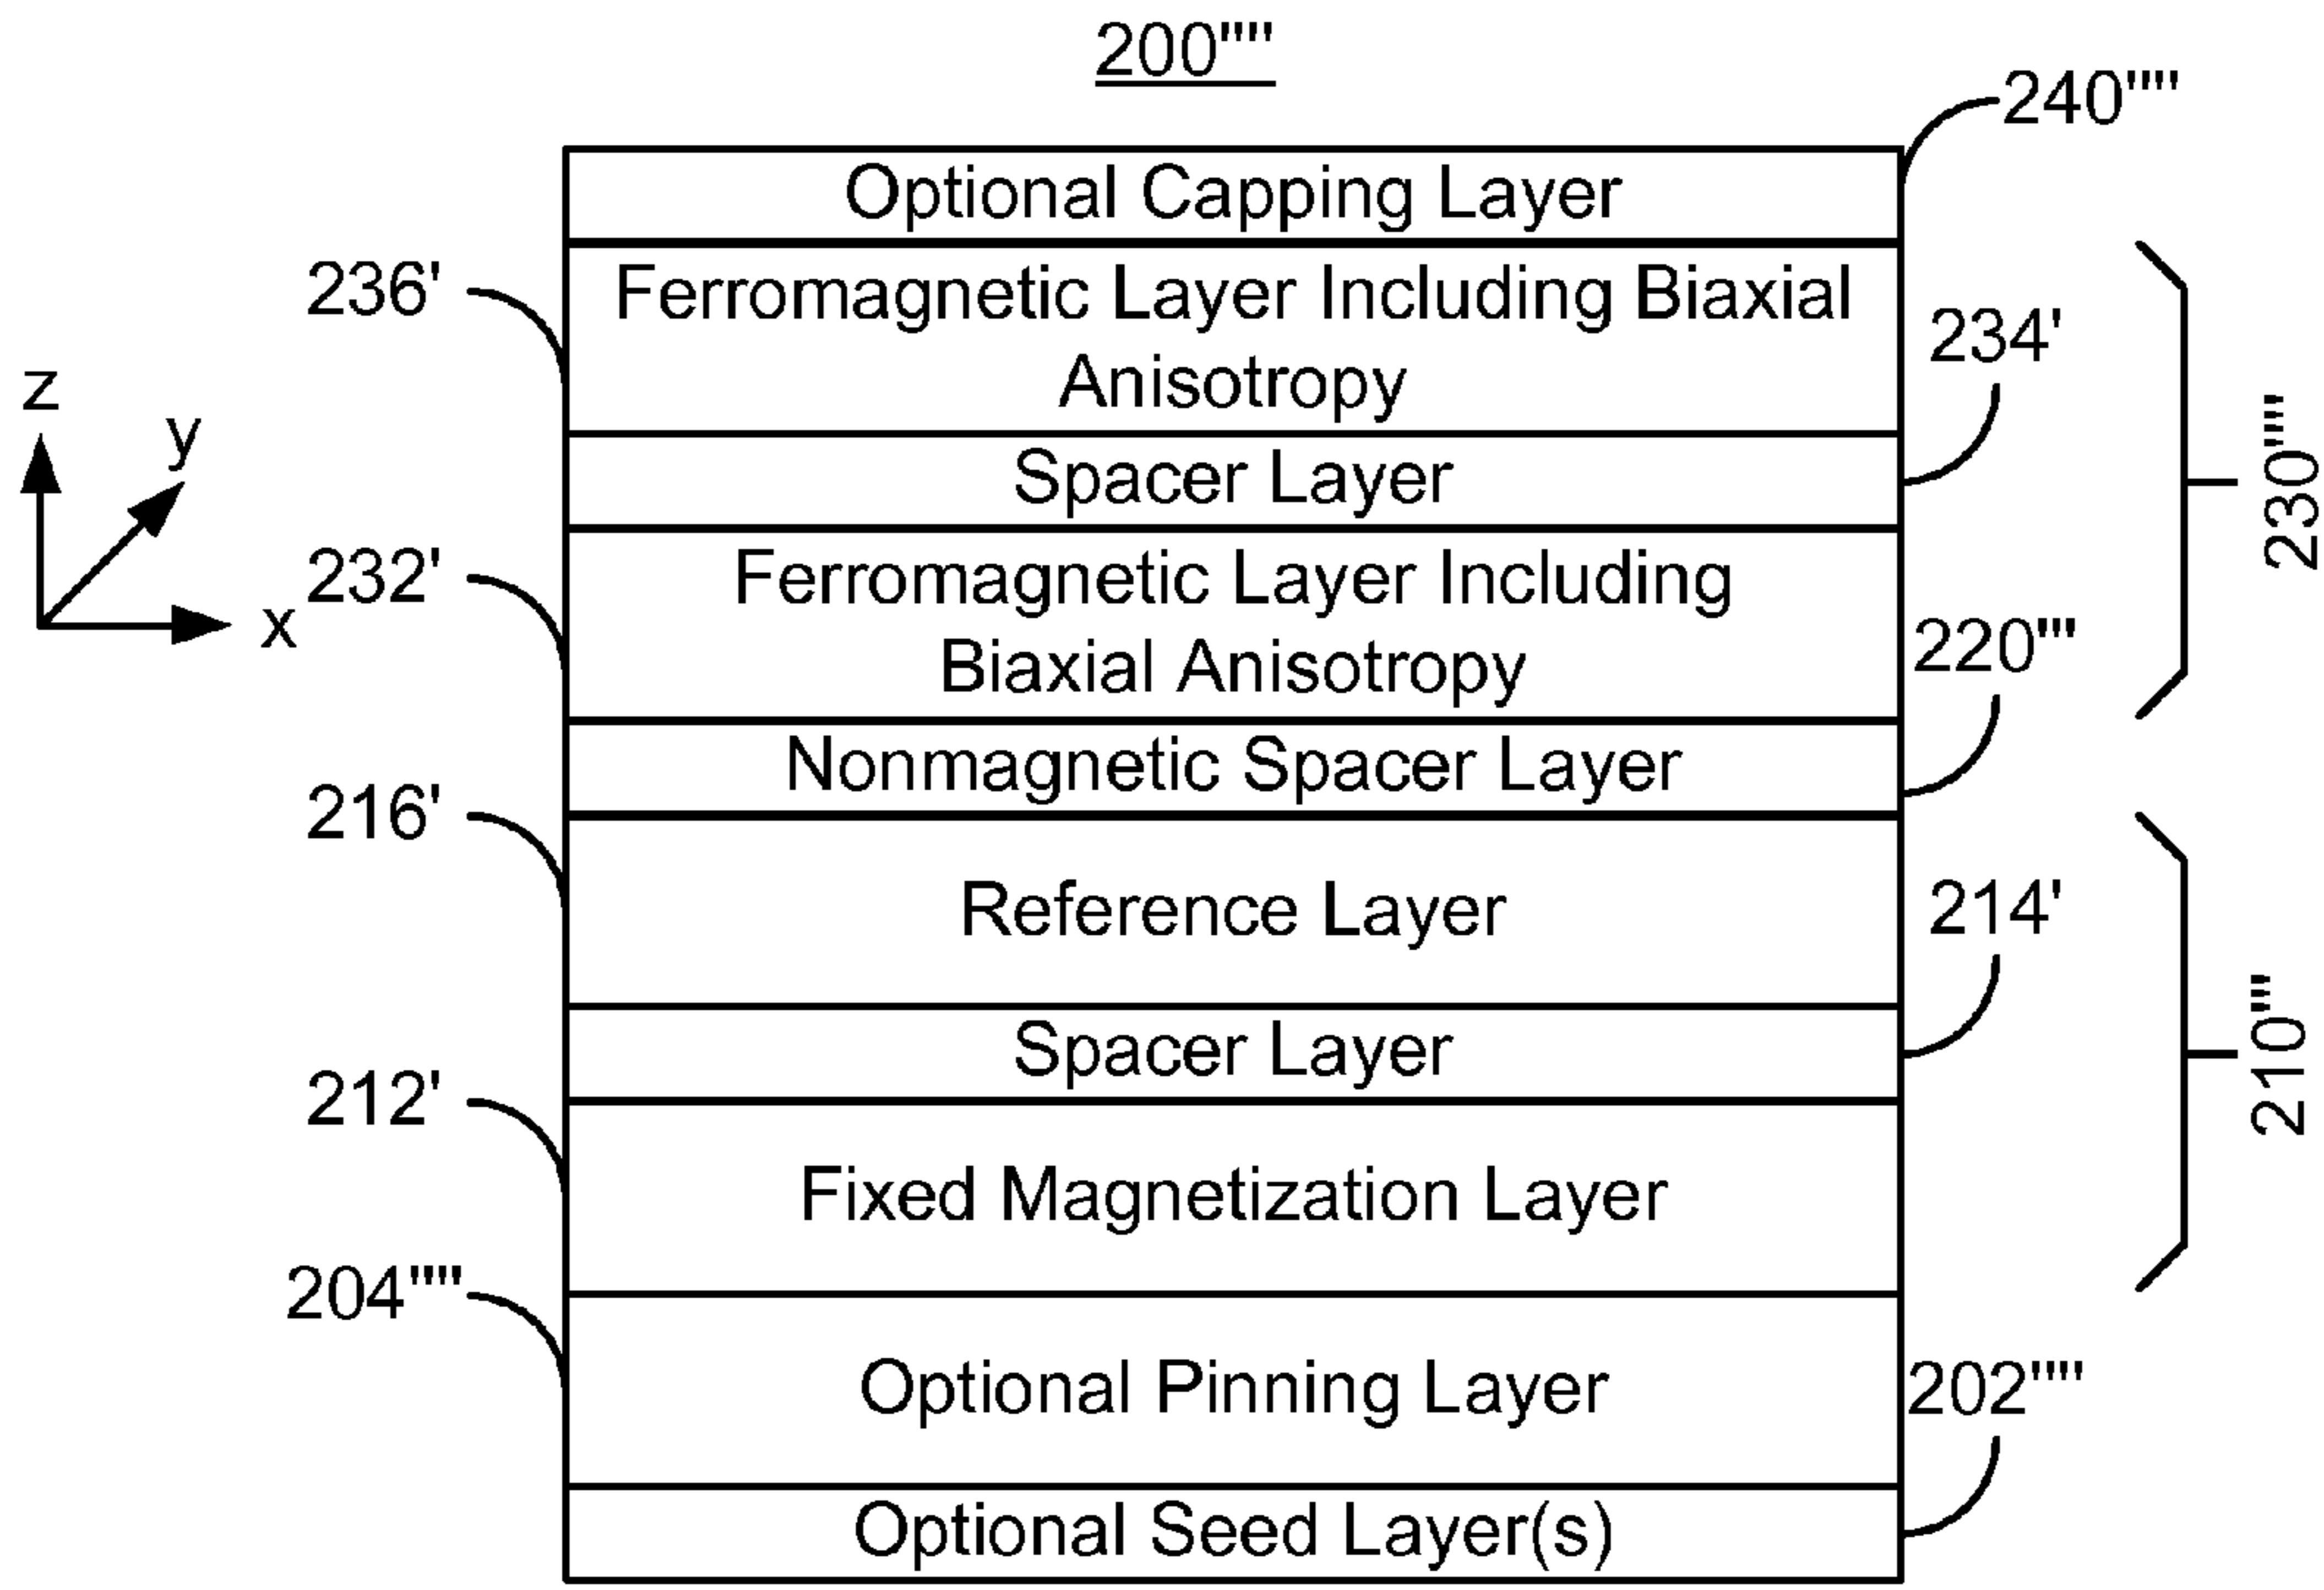 200""
240""
Optional Capping Layer
236'
Ferromagnetic Layer Including Biaxial
Anisotropy
234'
z
y
x
Spacer Layer
230""
232'
Ferromagnetic Layer Including
Biaxial Anisotropy
220'"
Nonmagnetic Spacer Layer
216'
Reference Layer
214'
Spacer Layer
210""
212'
Fixed Magnetization Layer
204""
Optional Pinning Layer
202""
Optional Seed Layer(s)